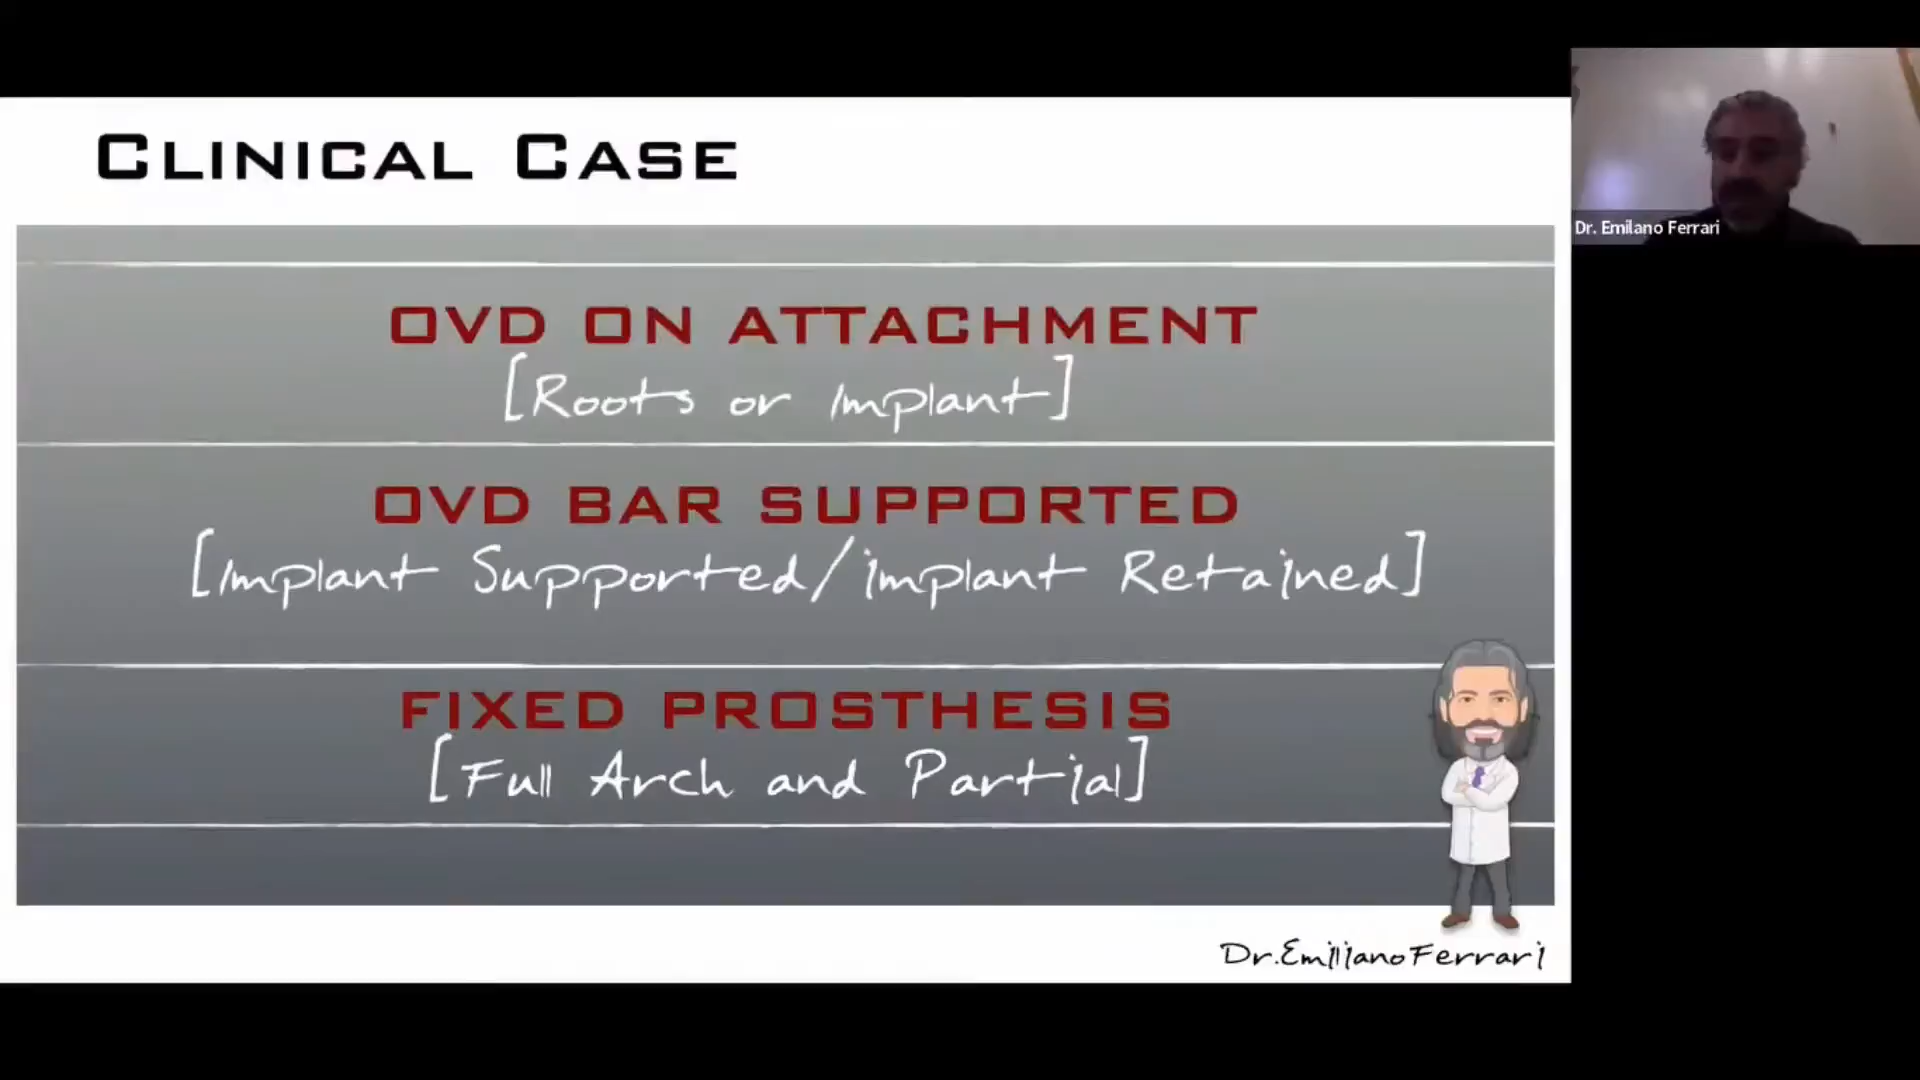 CLINICAL CASE
OVD ON ATTACHMENT
[Roots or Implant]
OVD BAR SUPPORTED
[Implant Supported/implant Retained]
FIXED PROSTHESIS
[Full Arch and Partial]
Dr.EmilianoFerrari
Dr. Emilano Ferrari